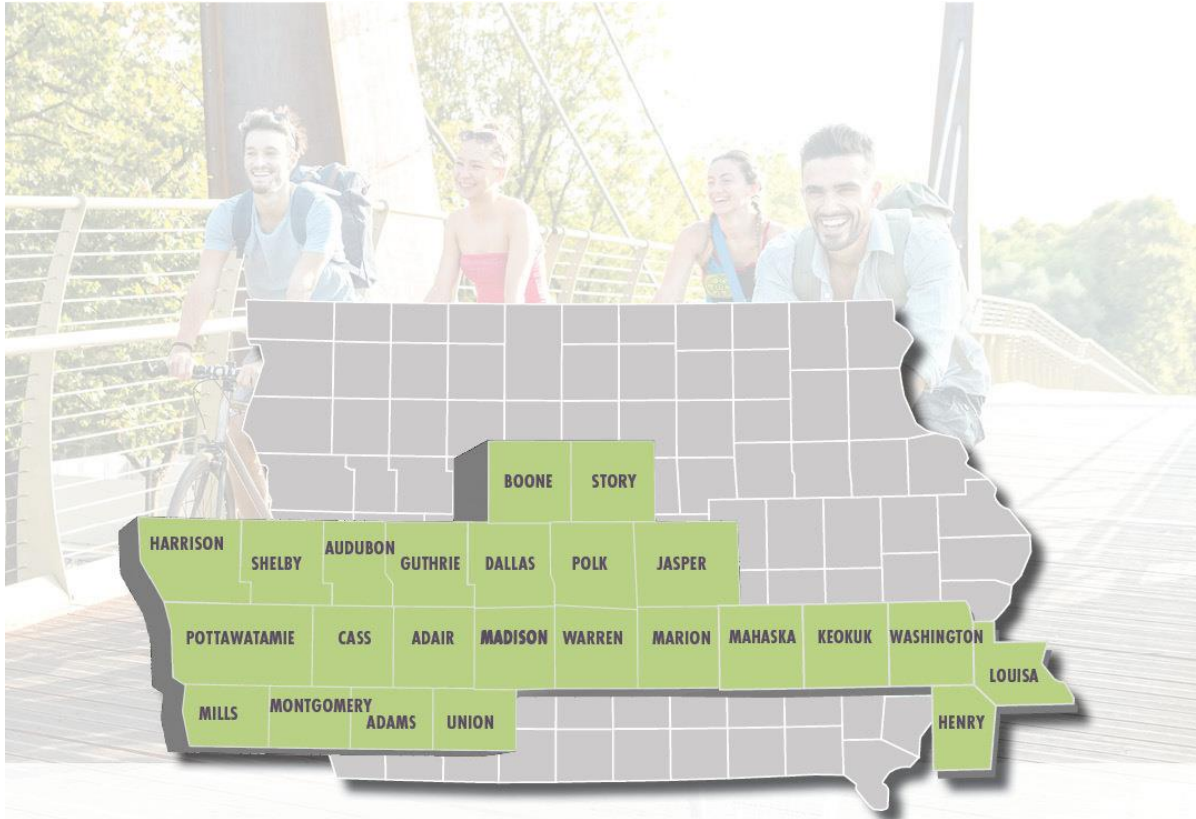 BOONE
STORY
HARRISON
SHELBY
AUDUBON
GUTHRIE
DALLAS
POLK
JASPER
POTTAWATAMIE
CASS
ADAIR
MADISON
WARREN
MARION
MAHASKA
KEOKUK
WASHINGTON
LOUISA
MILLS
MONTGOMERY
ADAMS
UNION
HENRY